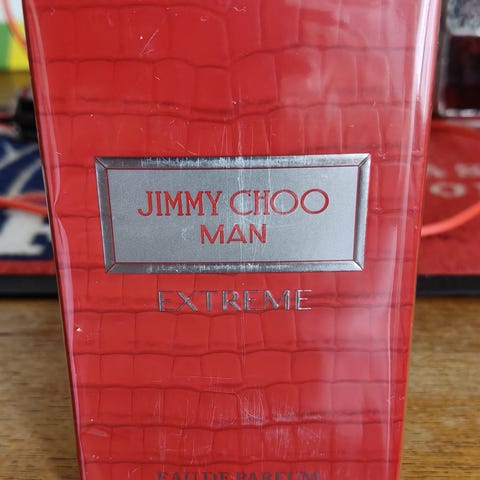 JIMMY CHOO
MAN
EXTREME
EAU DE PARFUM